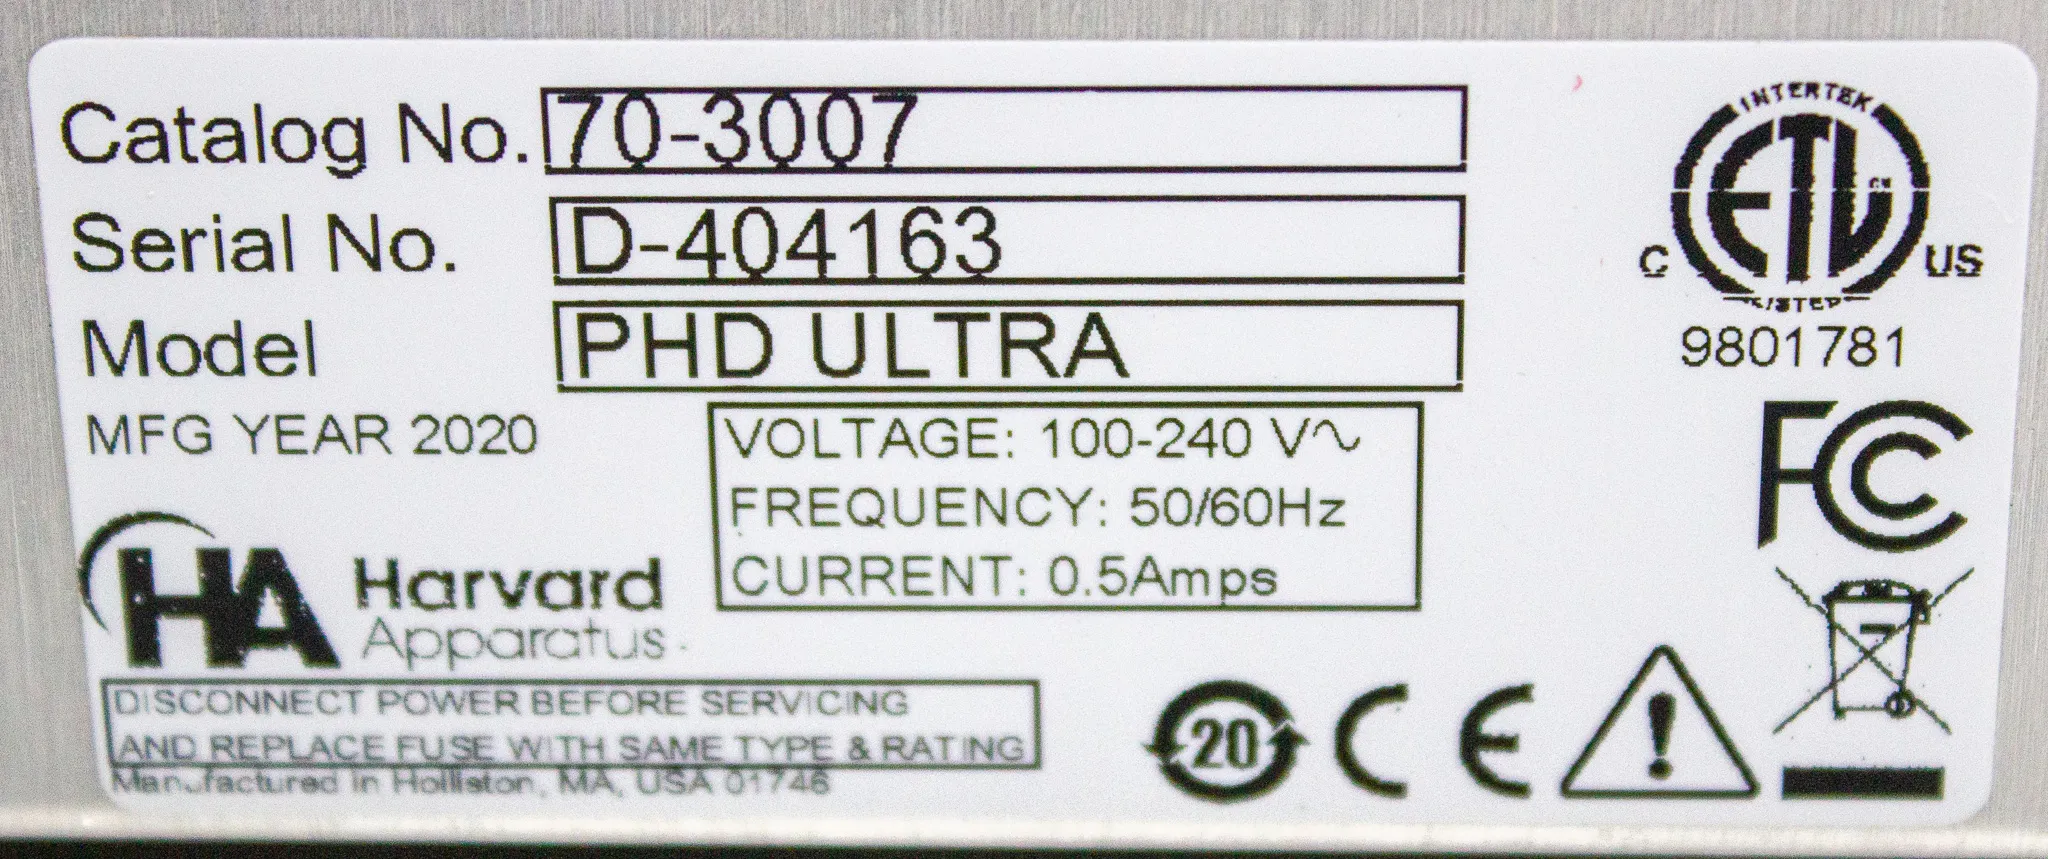 Catalog No. 70-3007
Serial No. D-404163
Model PHD ULTRA
MFG YEAR 2020
VOLTAGE: 100-240 V~
FREQUENCY: 50/60Hz
CURRENT: 0.5Amps
HA Harvard
Apparatus
DISCONNECT POWER BEFORE SERVICING
AND REPLACE FUSE WITH SAME TYPE & RATING
Manufactured in Holliston, MA, USA 01746
INTERTEK
ETL
CM
C US
LISTED
9801781
FC
20
CE
!